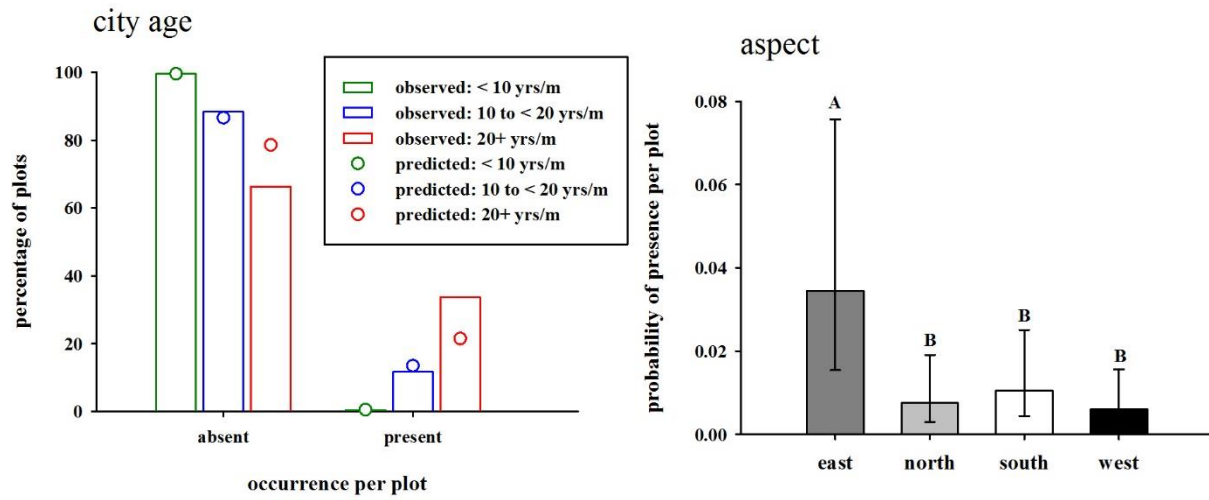 city age
100
80
60
40
20
0
percentage of plots
absent
present
occurrence per plot
observed: < 10 yrs/m
observed: 10 to < 20 yrs/m
observed: 20+ yrs/m
predicted: < 10 yrs/m
predicted: 10 to < 20 yrs/m
predicted: 20+ yrs/m
aspect
0.08
0.06
0.04
0.02
0.00
probability of presence per plot
A
B
B
B
east
north
south
west